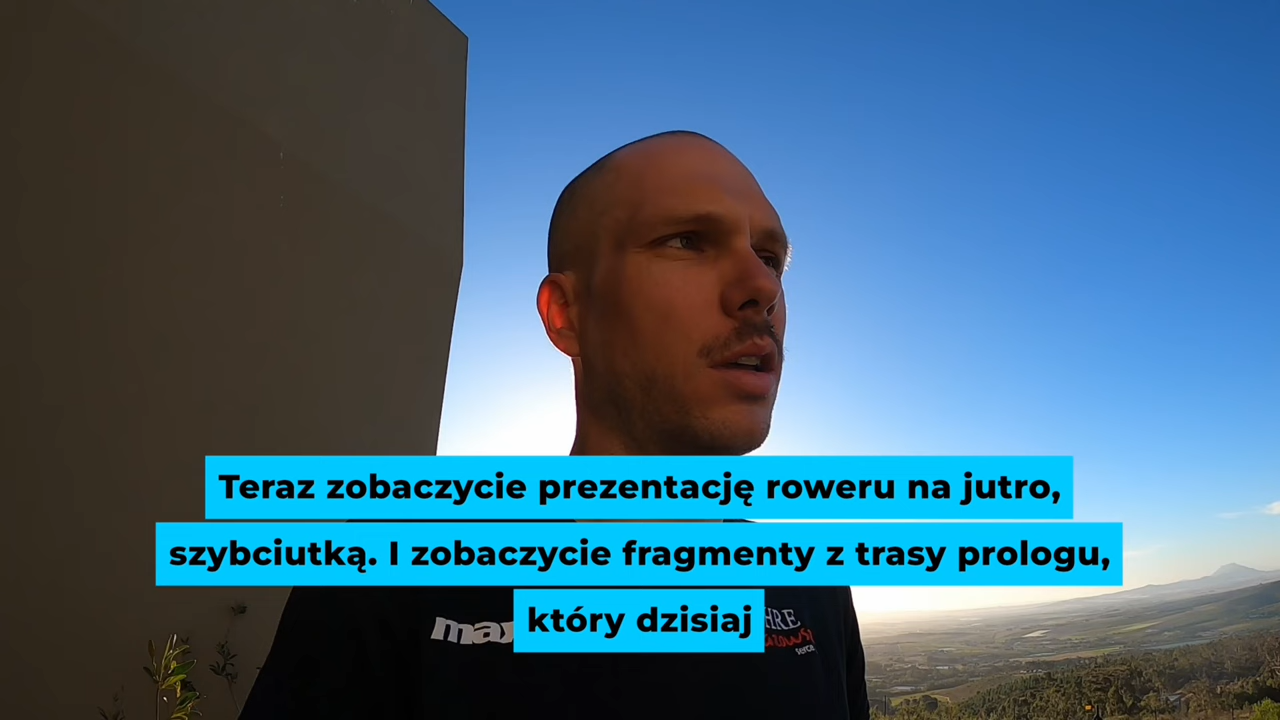 Teraz zobaczycie prezentację roweru na jutro,
szybciutką. I zobaczycie fragmenty z trasy prologu,
który dzisiaj